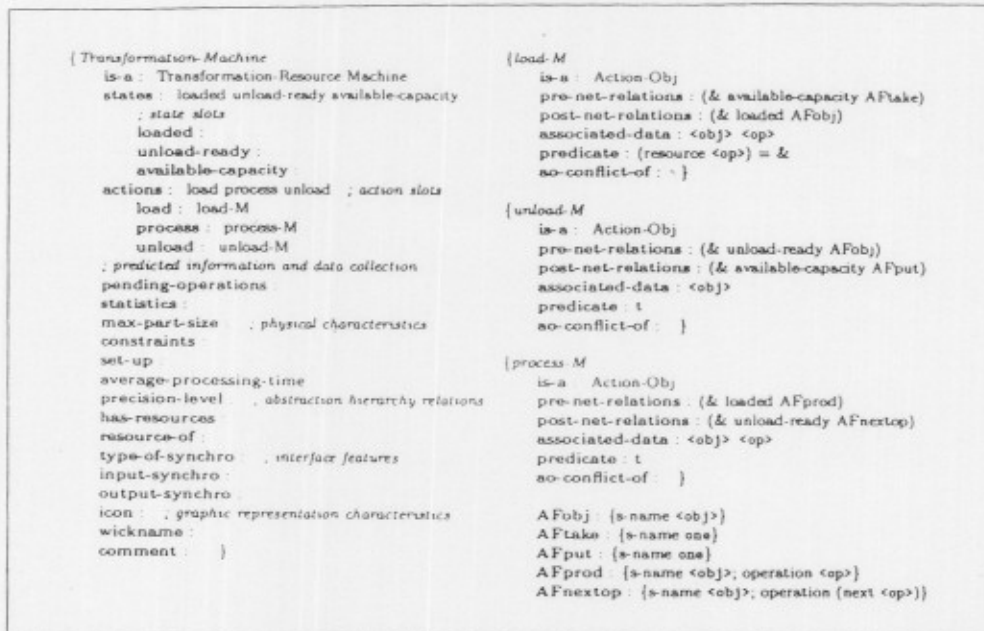 { Transformation-Machine
is-a : Transformation-Resource Machine
states : loaded unload-ready available-capacity
; state slots
loaded :
unload-ready :
available-capacity :
actions : load process unload ; action slots
load : load-M
process : process-M
unload : unload-M
; predicted information and data collection
pending-operations :
statistics :
max-part-size : ; physical characteristics
constraints :
set-up :
average-processing-time
precision-level : ; abstraction hierarchy relations
has-resources :
resource-of :
type-of-synchro : ; interface features
input-synchro :
output-synchro :
icon : ; graphic representation characteristics
wickname :
comment : }
{load-M
is-a : Action-Obj
pre-net-relations : (& available-capacity AFtake)
post-net-relations : (& loaded AFobj)
associated-data : <obj> <op>
predicate : (resource <op>) = &
ao-conflict-of : }
{unload-M
is-a : Action-Obj
pre-net-relations : (& unload-ready AFobj)
post-net-relations : (& available-capacity AFput)
associated-data : <obj>
predicate : t
ao-conflict-of : }
{process-M
is-a : Action-Obj
pre-net-relations : (& loaded AFprod)
post-net-relations : (& unload-ready AFnextop)
associated-data : <obj> <op>
predicate : t
ao-conflict-of : }
AFobj : {s-name <obj>}
AFtake : {s-name one}
AFput : {s-name one}
AFprod : {s-name <obj>; operation <op>}
AFnextop : {s-name <obj>; operation (next <op>)}